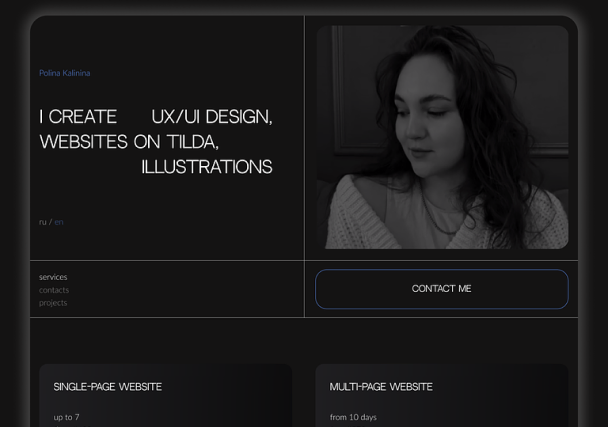 Polina Kalinina
I CREATE UX/UI DESIGN,
WEBSITES ON TILDA,
ILLUSTRATIONS
ru / en
services
contacts
projects
CONTACT ME
SINGLE-PAGE WEBSITE
up to 7
MULTI-PAGE WEBSITE
from 10 days